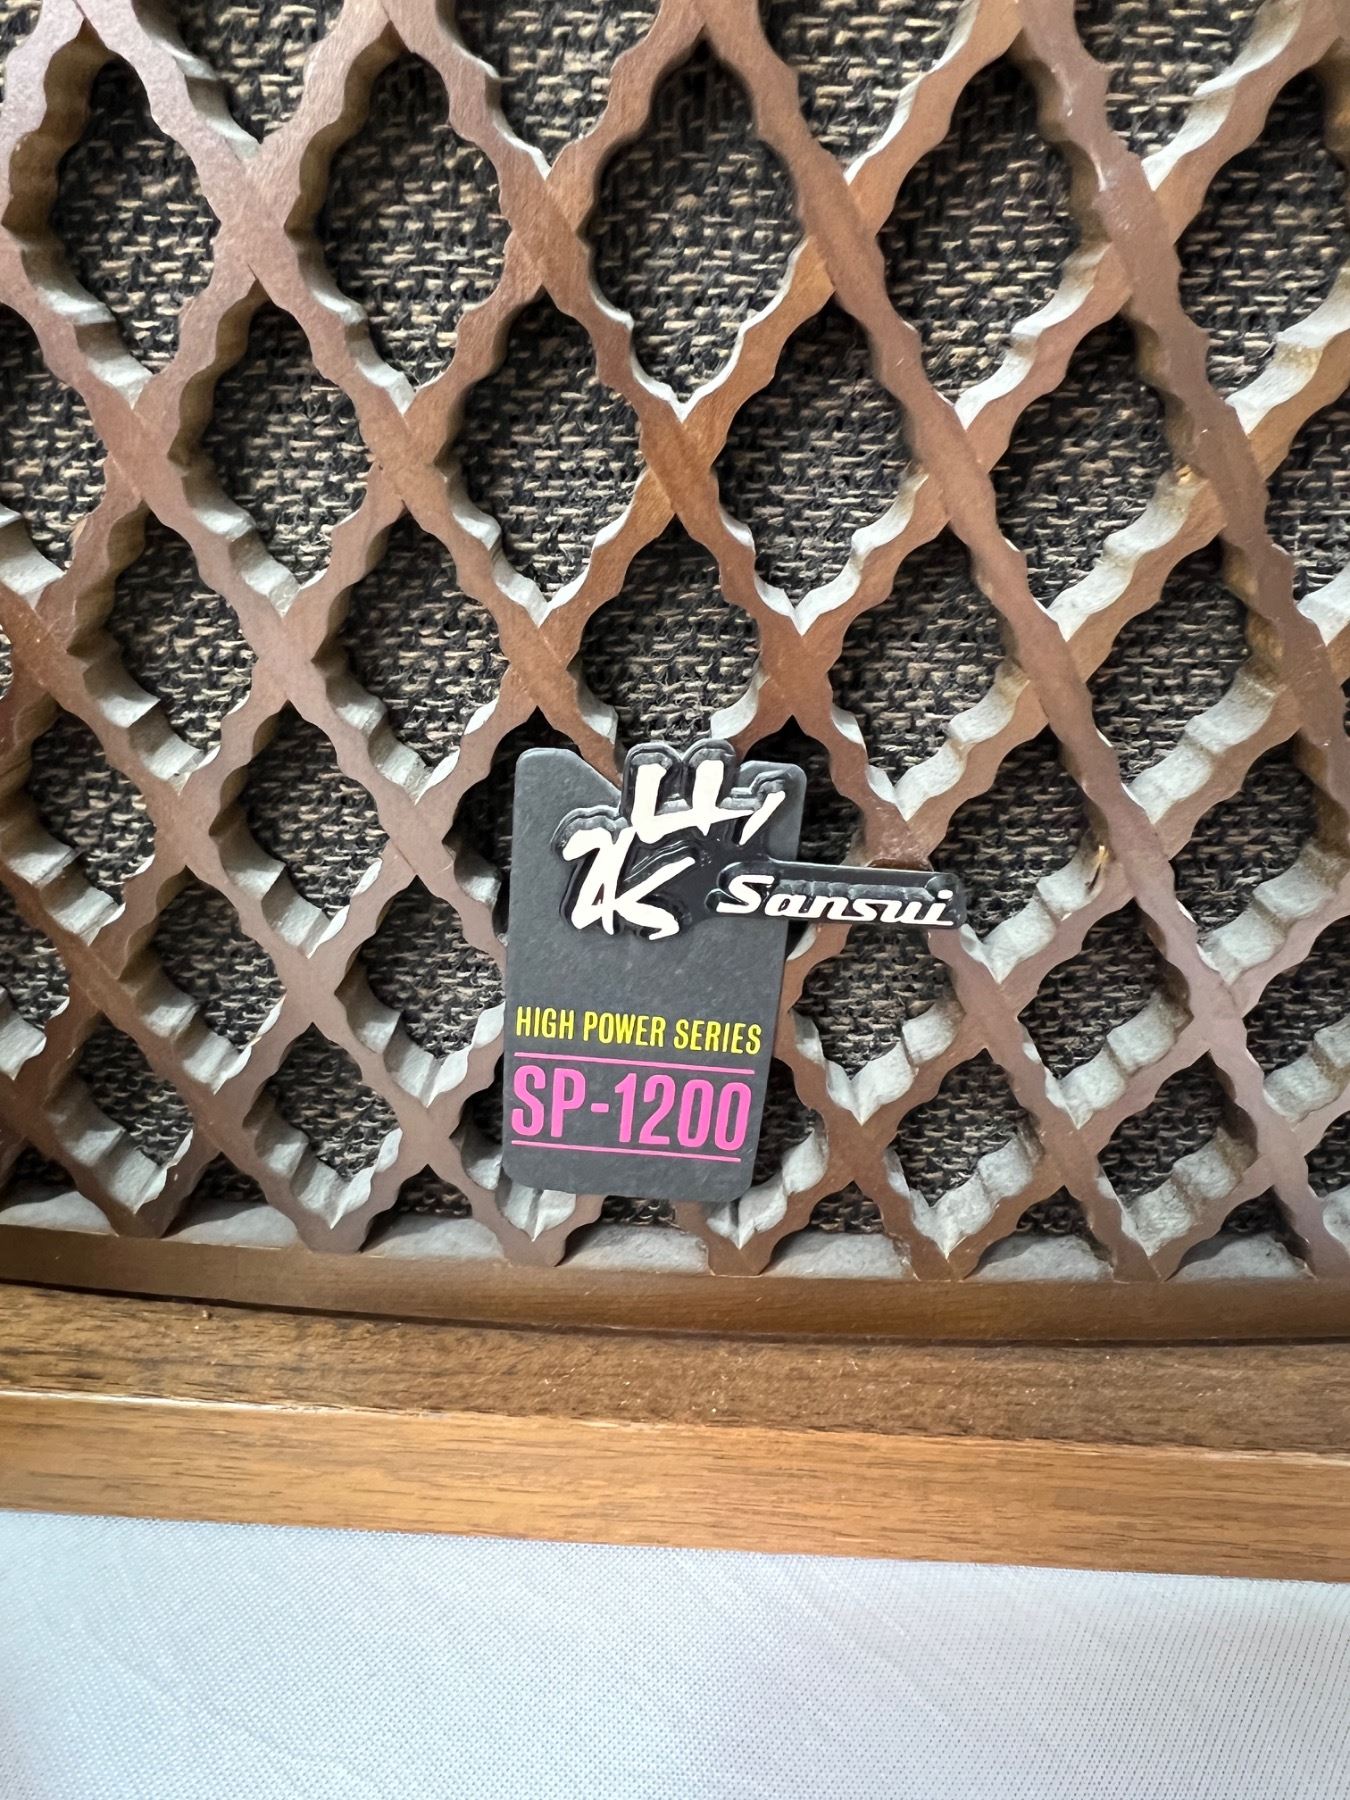 山水
Sansui
HIGH POWER SERIES
SP-1200